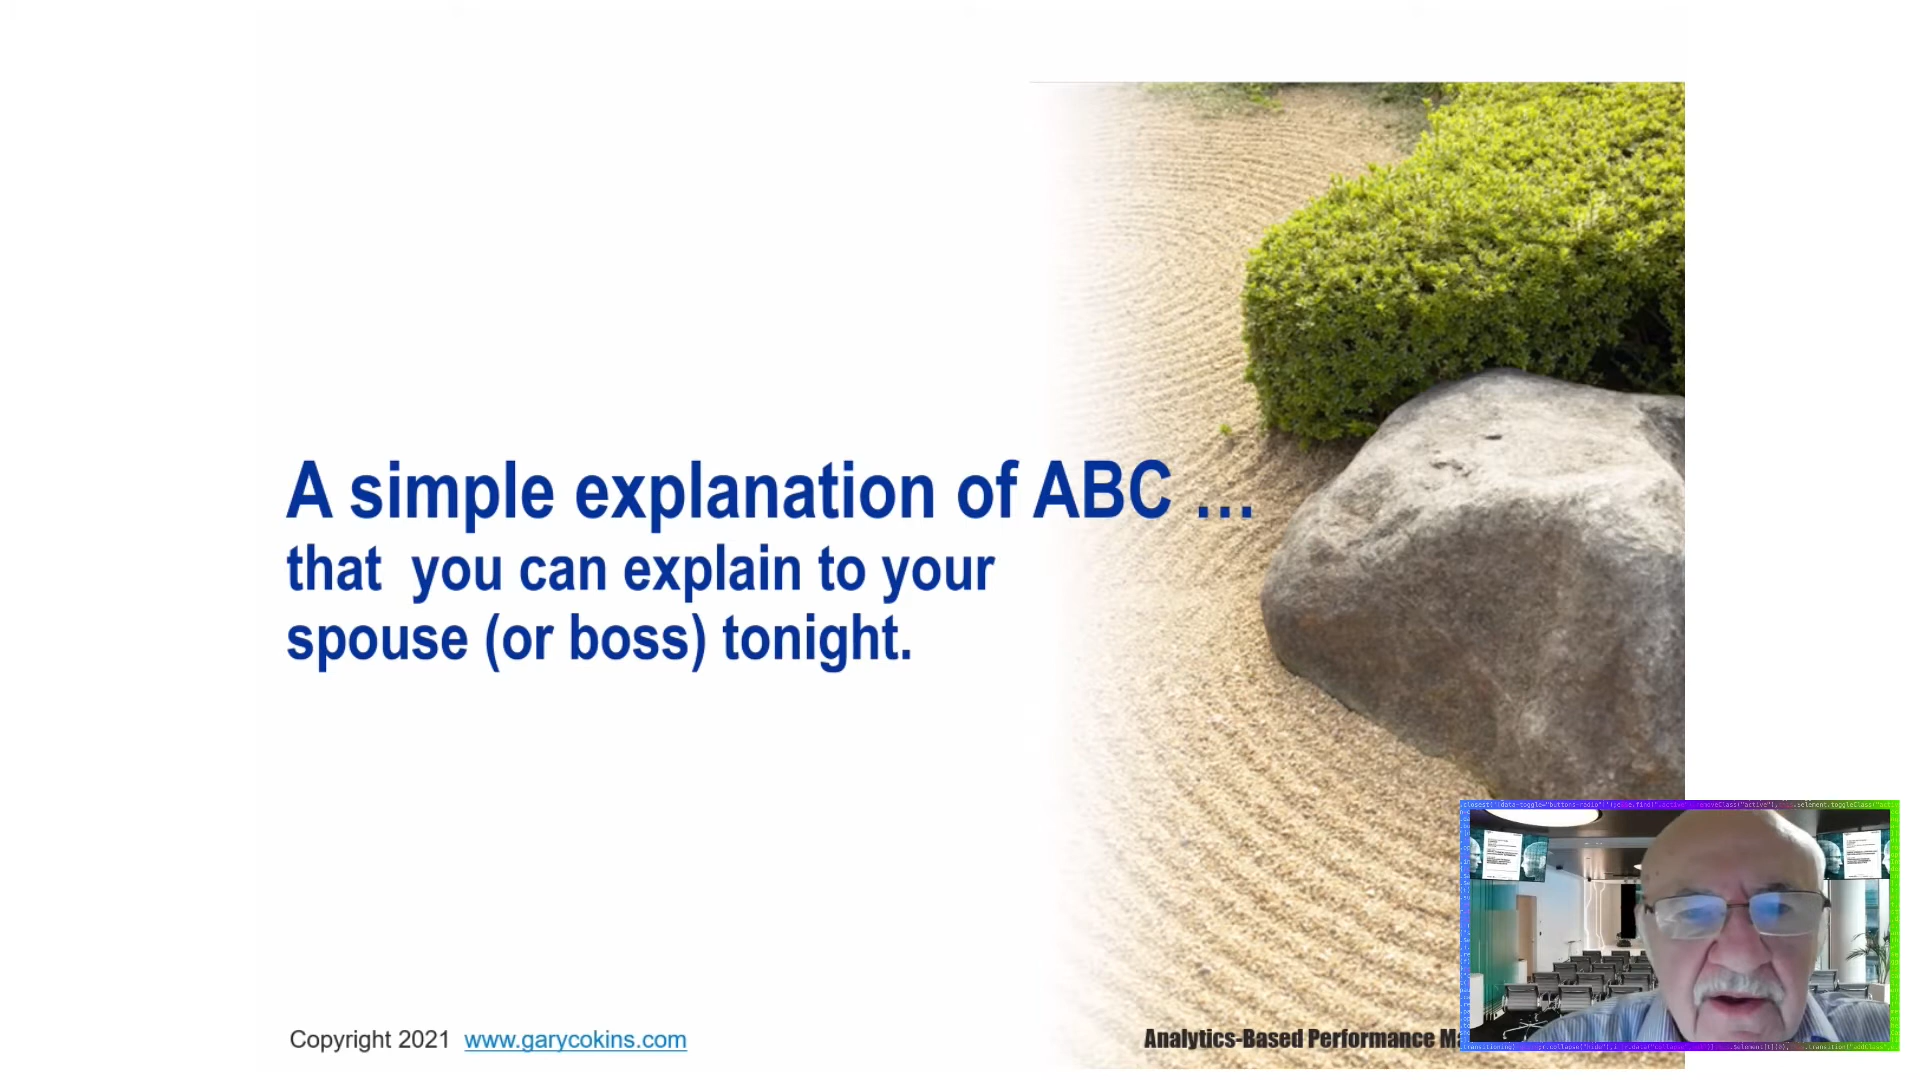 A simple explanation of ABC ...
that you can explain to your
spouse (or boss) tonight.
Copyright 2021 www.garycokins.com
Analytics-Based Performance